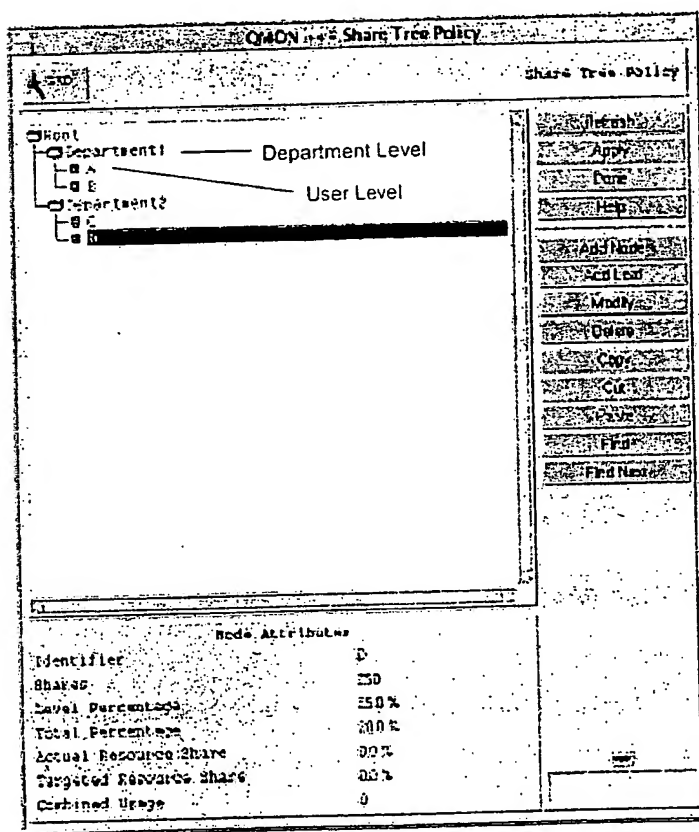 QMON +++ Share Tree Policy
Share Tree Policy
Root
Department1
Department Level
A
User Level
B
Department2
C
D
Refresh
Apply
Done
Help
Add Node
Add Leaf
Modify
Delete
Copy
Cut
Paste
Find
Find Next
Node Attributes
Identifier D
Shares 250
Level Percentage
Total Percentage
Actual Resource Share 0.0 %
Targeted Resource Share 0.0 %
Combined Usage 0